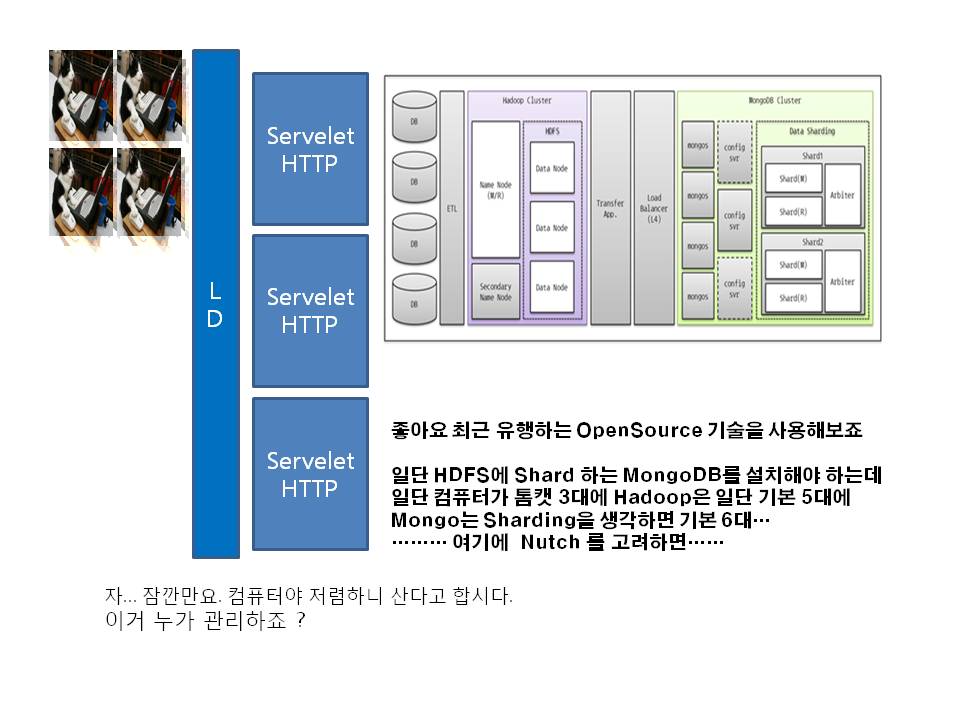 L
D
Servelet
HTTP
Servelet
HTTP
Servelet
HTTP
DB
DB
DB
DB
ETL
Hadoop Cluster
Name Node
(M/R)
Secondary
Name Node
HDFS
Data Node
Data Node
Data Node
Transfer
App.
Load
Balancer
(L4)
MongoDB Cluster
mongos
mongos
mongos
mongos
config
svr
config
svr
config
svr
Data Sharding
Shard1
Shard(M)
Shard(R)
Arbiter
Shard2
Shard(M)
Shard(R)
Arbiter
좋아요 최근 유행하는 OpenSource 기술을 사용해보죠
일단 HDFS에 Shard 하는 MongoDB를 설치해야 하는데
일단 컴퓨터가 톰캣 3대에 Hadoop은 일단 기본 5대에
Mongo는 Sharding을 생각하면 기본 6대…
……… 여기에 Nutch 를 고려하면……
자... 잠깐만요. 컴퓨터야 저렴하니 산다고 합시다.
이거 누가 관리하죠 ?